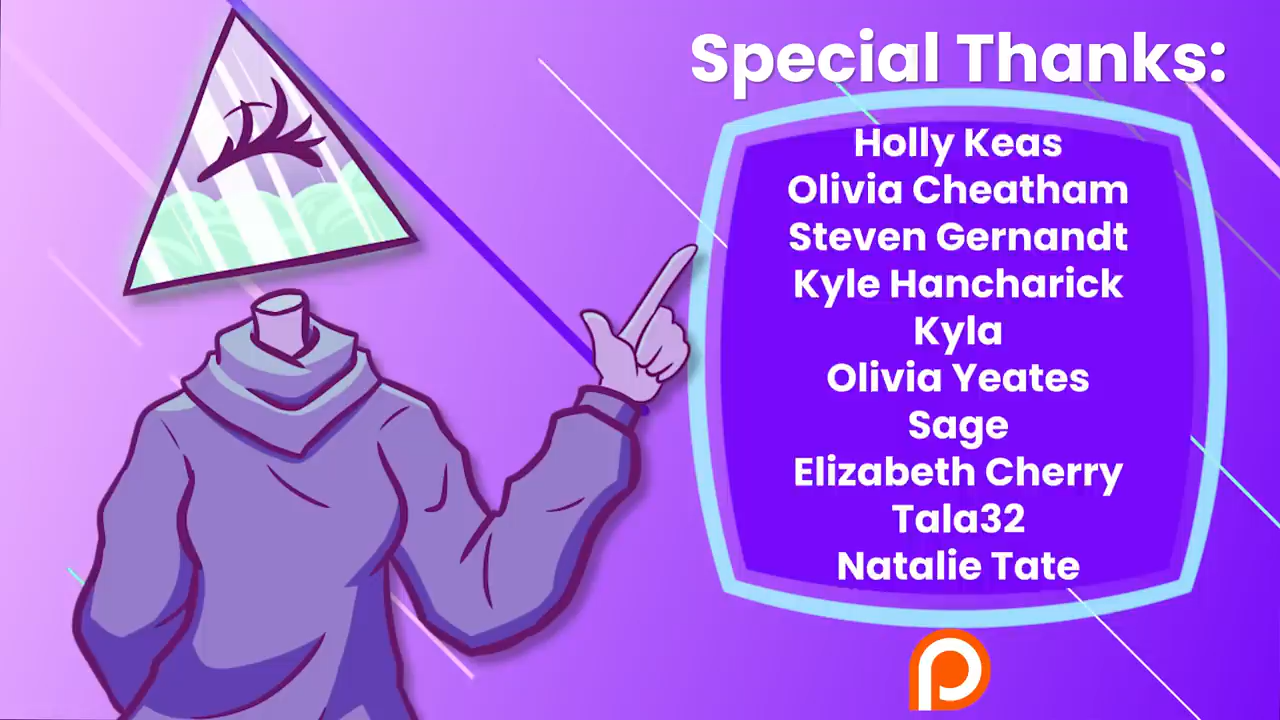 Special Thanks:
Holly Keas
Olivia Cheatham
Steven Gernandt
Kyle Hancharick
Kyla
Olivia Yeates
Sage
Elizabeth Cherry
Tala32
Natalie Tate